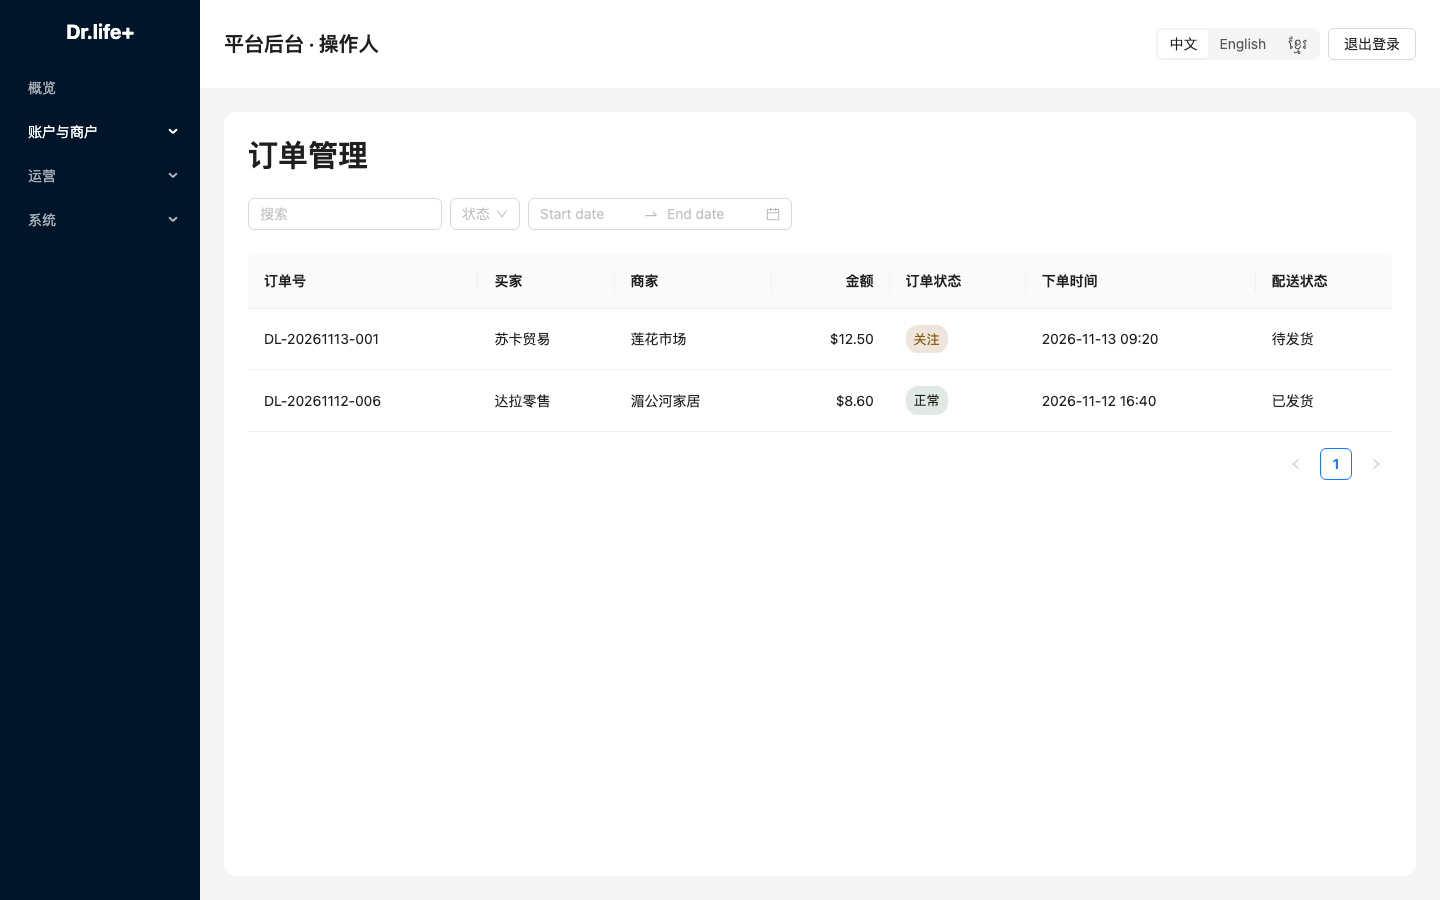 Dr.life+
概览
账户与商户
运营
系统
平台后台 · 操作人
中文 English ខ្មែរ 退出登录
订单管理
搜索 状态 Start date End date
订单号 买家 商家 金额 订单状态 下单时间 配送状态
DL-20261113-001 苏卡贸易 莲花市场 $12.50 关注 2026-11-13 09:20 待发货
DL-20261112-006 达拉零售 湄公河家居 $8.60 正常 2026-11-12 16:40 已发货
1